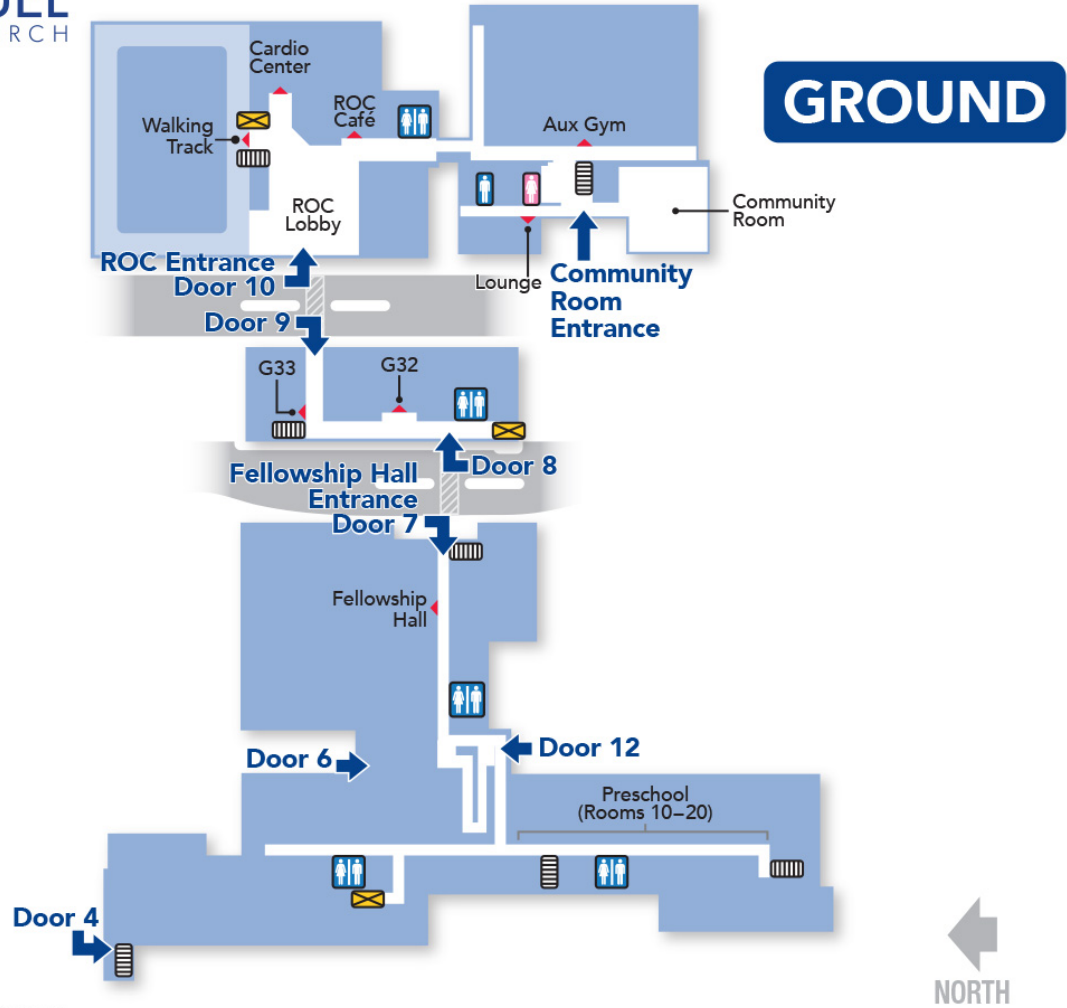 RCH
GROUND
Cardio
Center
ROC
Café
Walking
Track
Aux Gym
ROC
Lobby
Community
Room
Lounge
ROC Entrance
Door 10
Community
Room
Entrance
Door 9
G33
G32
Door 8
Fellowship Hall
Entrance
Door 7
Fellowship
Hall
Door 6
Door 12
Preschool
(Rooms 10–20)
Door 4
NORTH